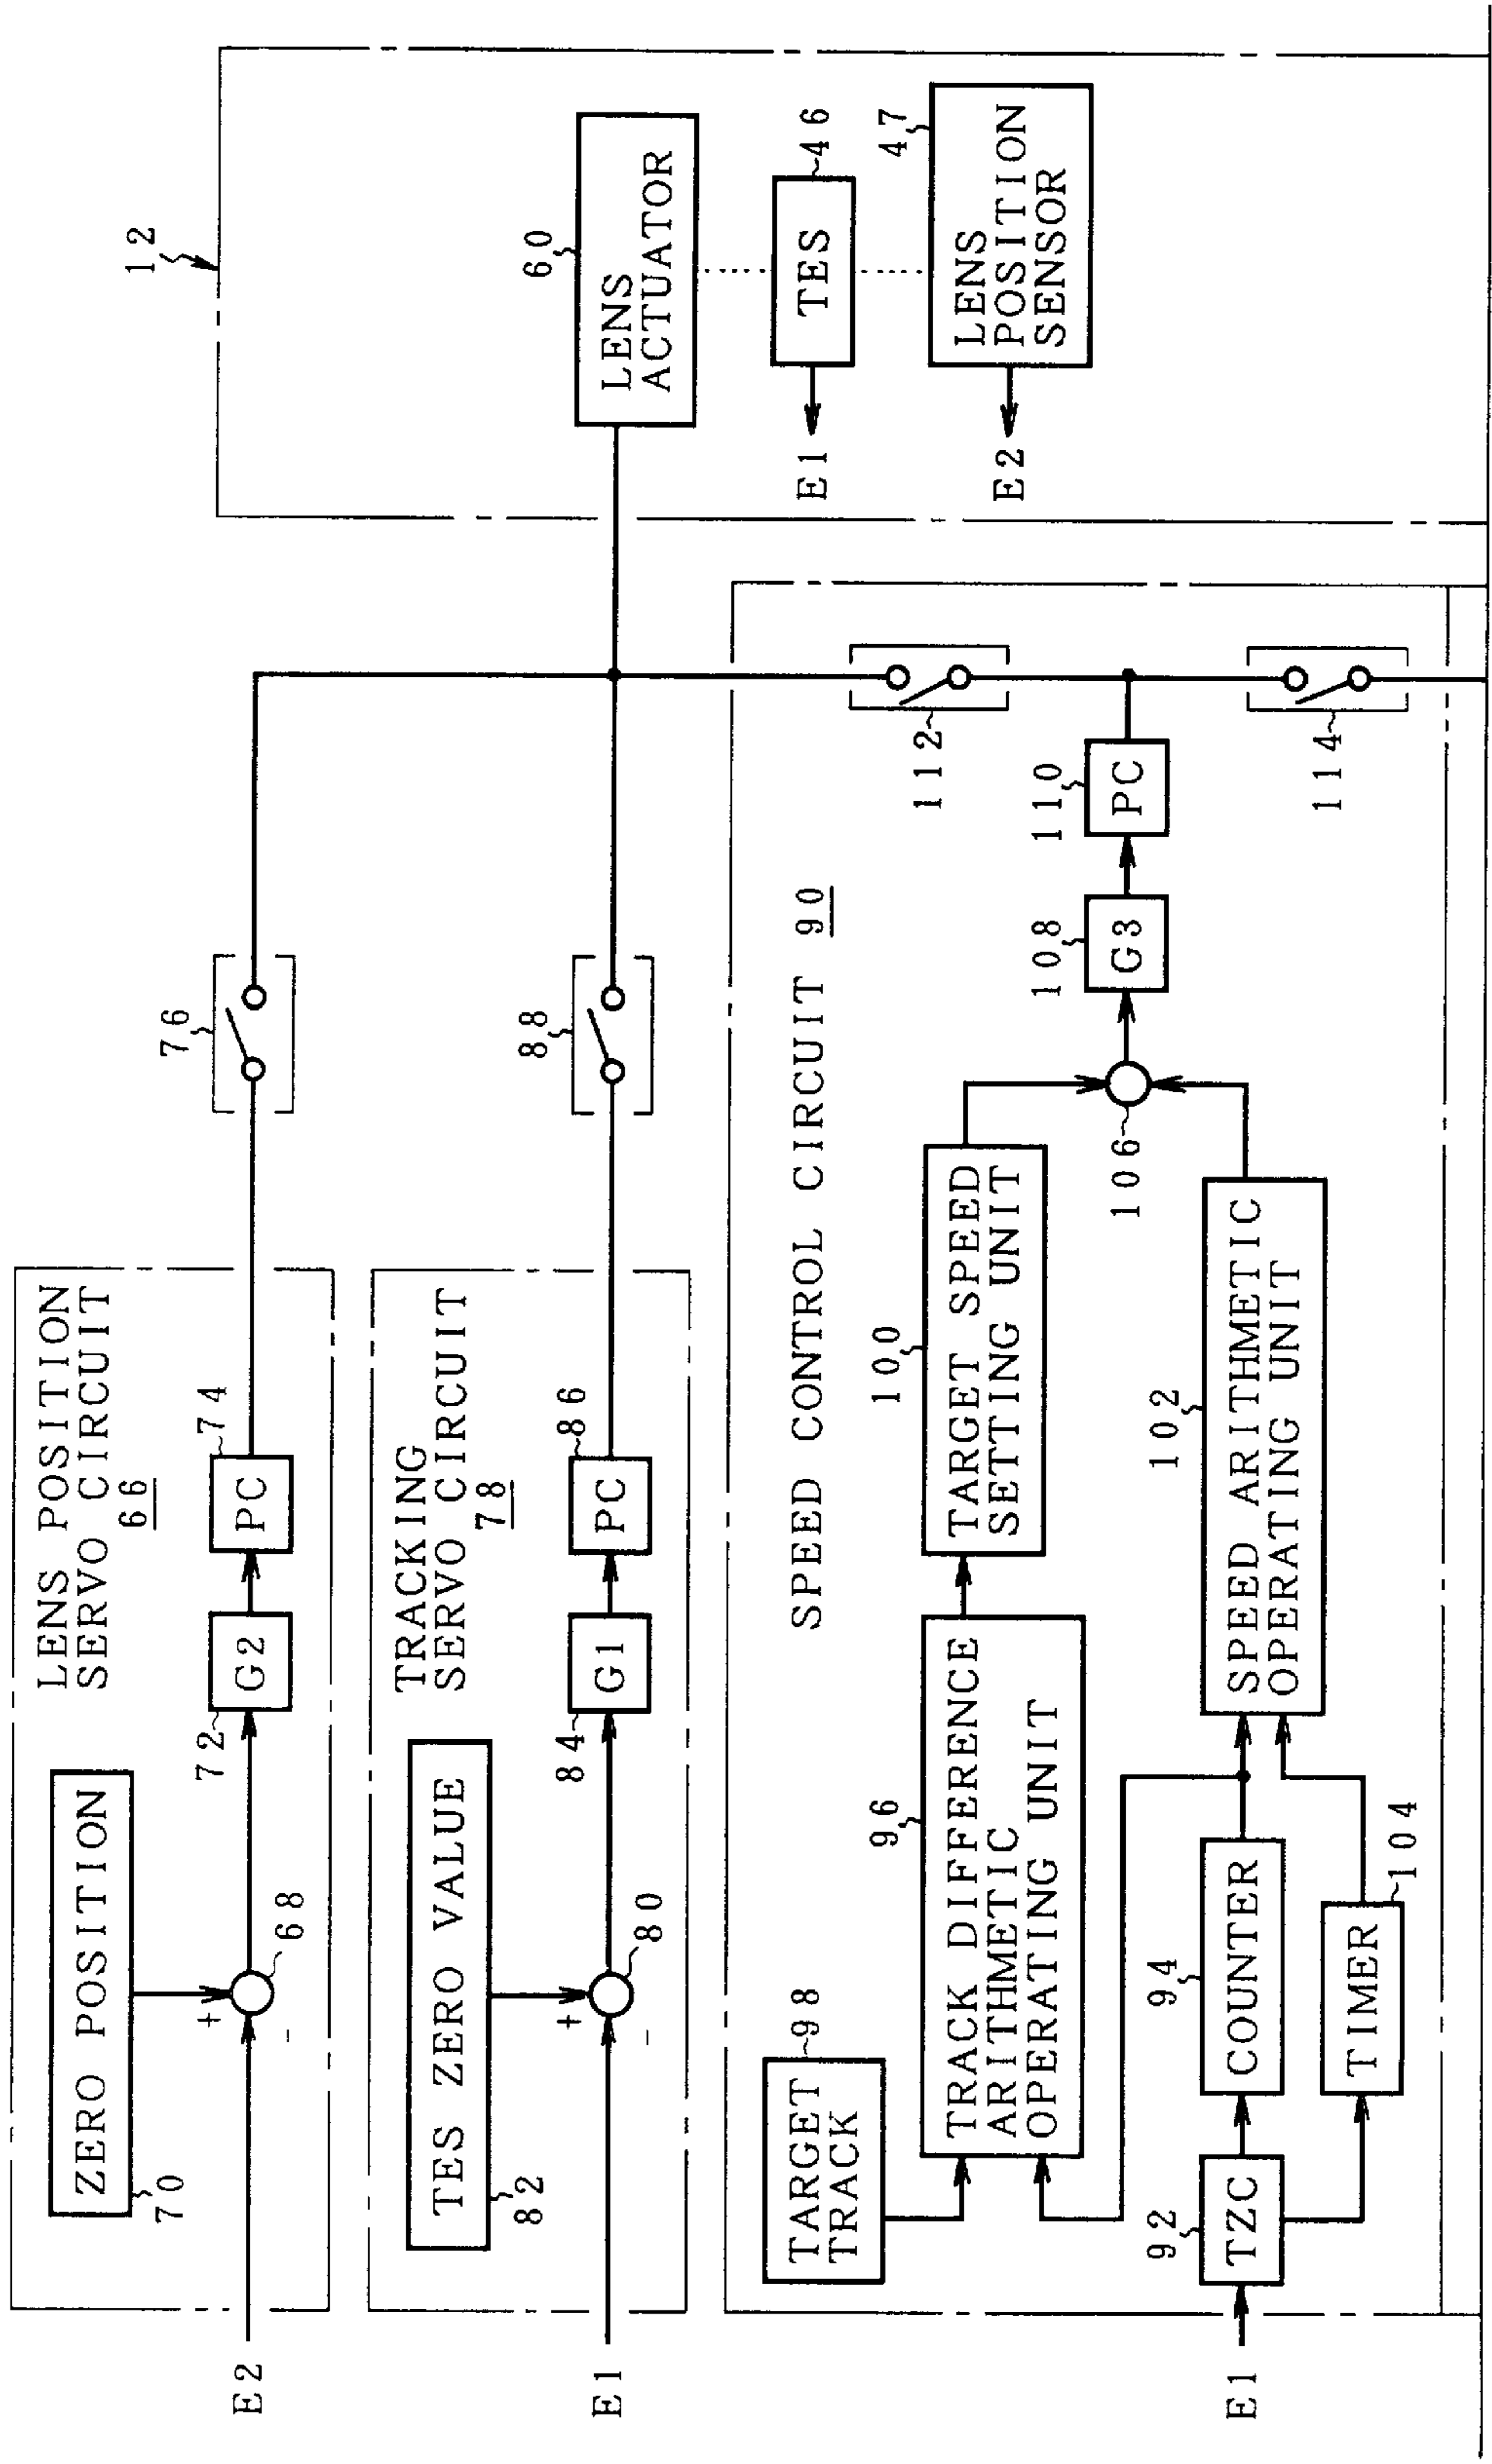 LENS POSITION
SERVO CIRCUIT
66
ZERO POSITION
70
+
-
68
72
G2
74
PC
76
E2
TRACKING
SERVO CIRCUIT
78
TES ZERO VALUE
82
+
-
80
84
G1
86
PC
88
E1
12
60
LENS
ACTUATOR
46
TES
E1
47
LENS
POSITION
SENSOR
E2
SPEED CONTROL CIRCUIT 90
TARGET
TRACK
98
96
TRACK DIFFERENCE
ARITHMETIC
OPERATING UNIT
100
TARGET SPEED
SETTING UNIT
106
108
G3
110
PC
112
114
E1
92
TZC
94
COUNTER
TIMER
104
102
SPEED ARITHMETIC
OPERATING UNIT